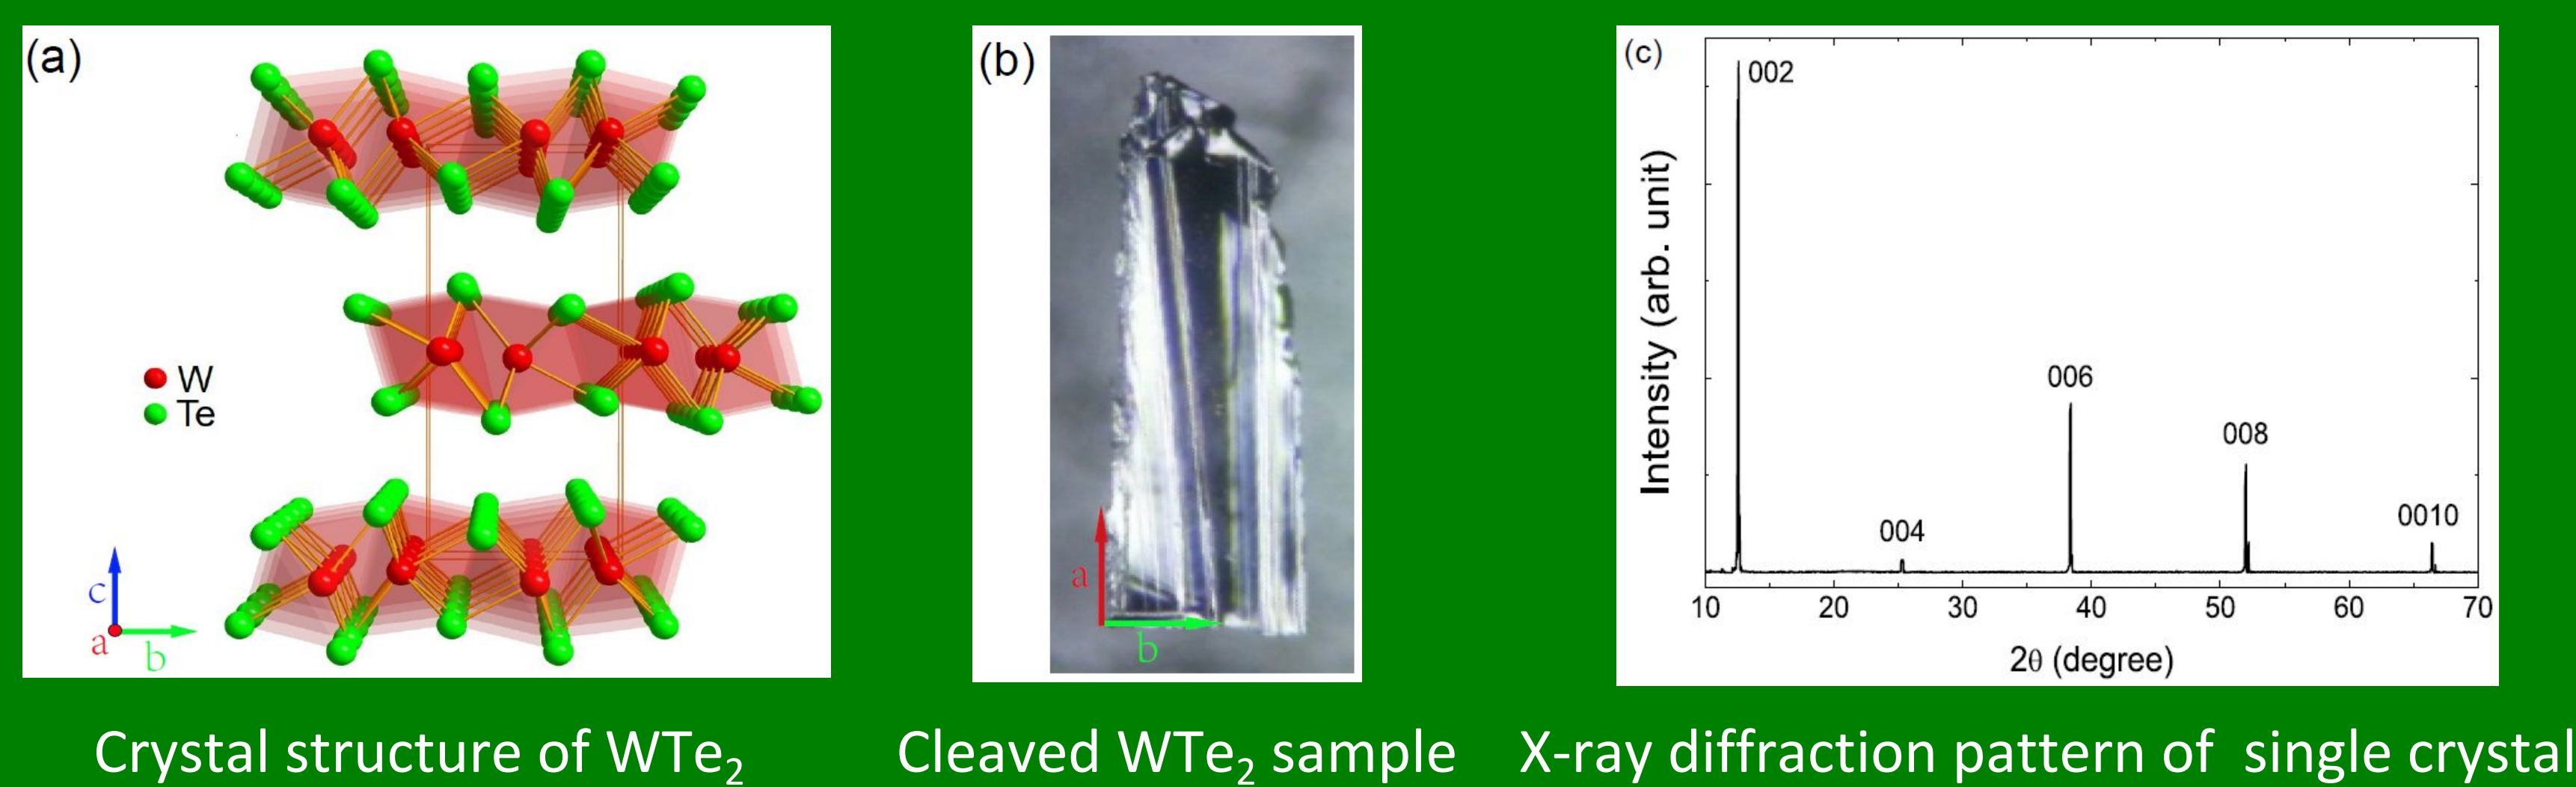 (a)
W
Te
c
a
b
(b)
a
b
(c)
002
006
008
004
0010
Intensity (arb. unit)
10 20 30 40 50 60 70
2θ (degree)
Crystal structure of WTe₂
Cleaved WTe₂ sample
X-ray diffraction pattern of single crystal